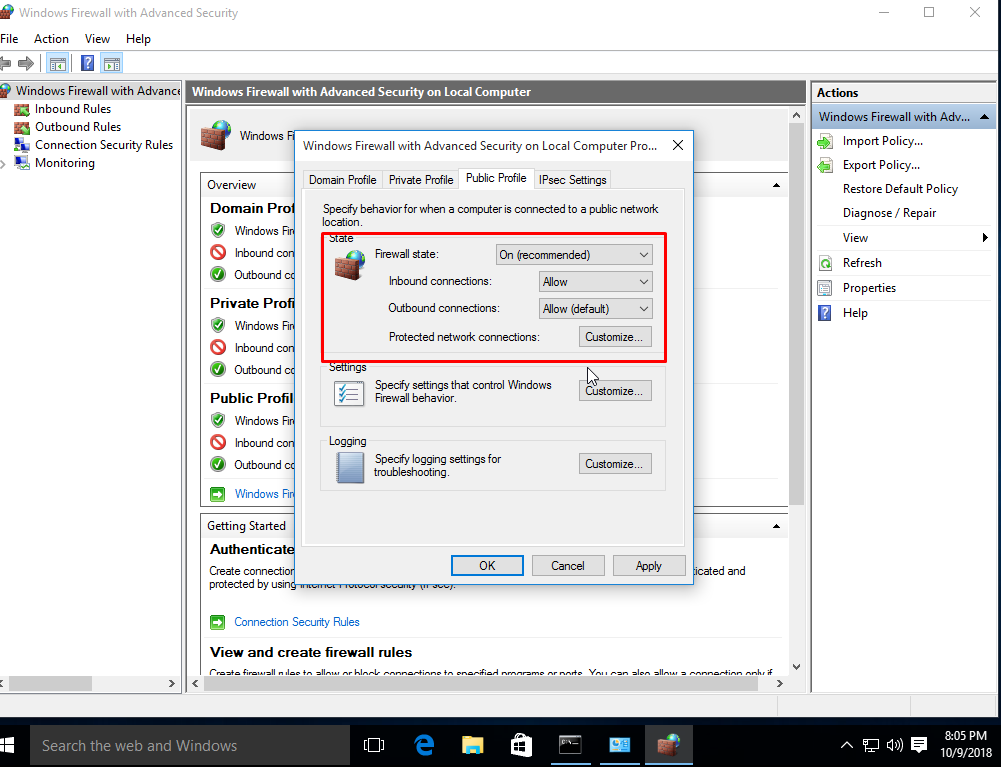 Windows Firewall with Advanced Security
File Action View Help
Windows Firewall with Advance
Inbound Rules
Outbound Rules
Connection Security Rules
Monitoring
Windows Firewall with Advanced Security on Local Computer
Windows Fi
Overview
Domain Prof
Windows Fire
Inbound con
Outbound co
Private Profi
Windows Fire
Inbound con
Outbound co
Public Profil
Windows Fire
Inbound con
Outbound co
Windows Fire
Getting Started
Authenticate
Create connection
icated and
protected by using Internet Protocol security (IPsec).
Connection Security Rules
View and create firewall rules
Create firewall rules to allow or block connections to specified programs or ports. You can also allow a connection only if
Windows Firewall with Advanced Security on Local Computer Pro...
Domain Profile Private Profile Public Profile IPsec Settings
Specify behavior for when a computer is connected to a public network
location.
State
Firewall state: On (recommended)
Inbound connections: Allow
Outbound connections: Allow (default)
Protected network connections: Customize...
Settings
Specify settings that control Windows
Firewall behavior.
Customize...
Logging
Specify logging settings for
troubleshooting.
Customize...
OK Cancel Apply
Actions
Windows Firewall with Adv...
Import Policy...
Export Policy...
Restore Default Policy
Diagnose / Repair
View
Refresh
Properties
Help
Search the web and Windows
8:05 PM
10/9/2018